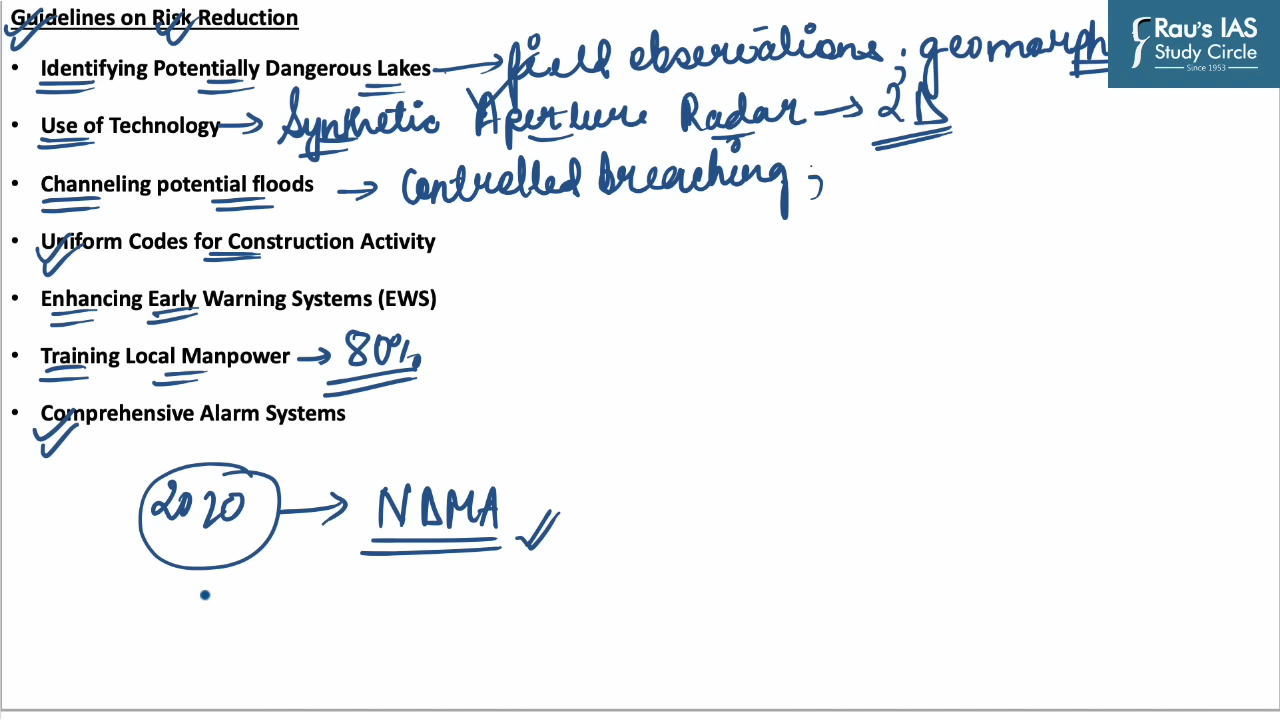 Guidelines on Risk Reduction
• Identifying Potentially Dangerous Lakes → field observations, geomorph
• Use of Technology → Synthetic Aperture Radar → 2D
• Channeling potential floods → Controlled breaching ;
• Uniform Codes for Construction Activity
• Enhancing Early Warning Systems (EWS)
• Training Local Manpower → 80%
• Comprehensive Alarm Systems
2020 → NDMA
Rau's IAS
Study Circle
Since 1953